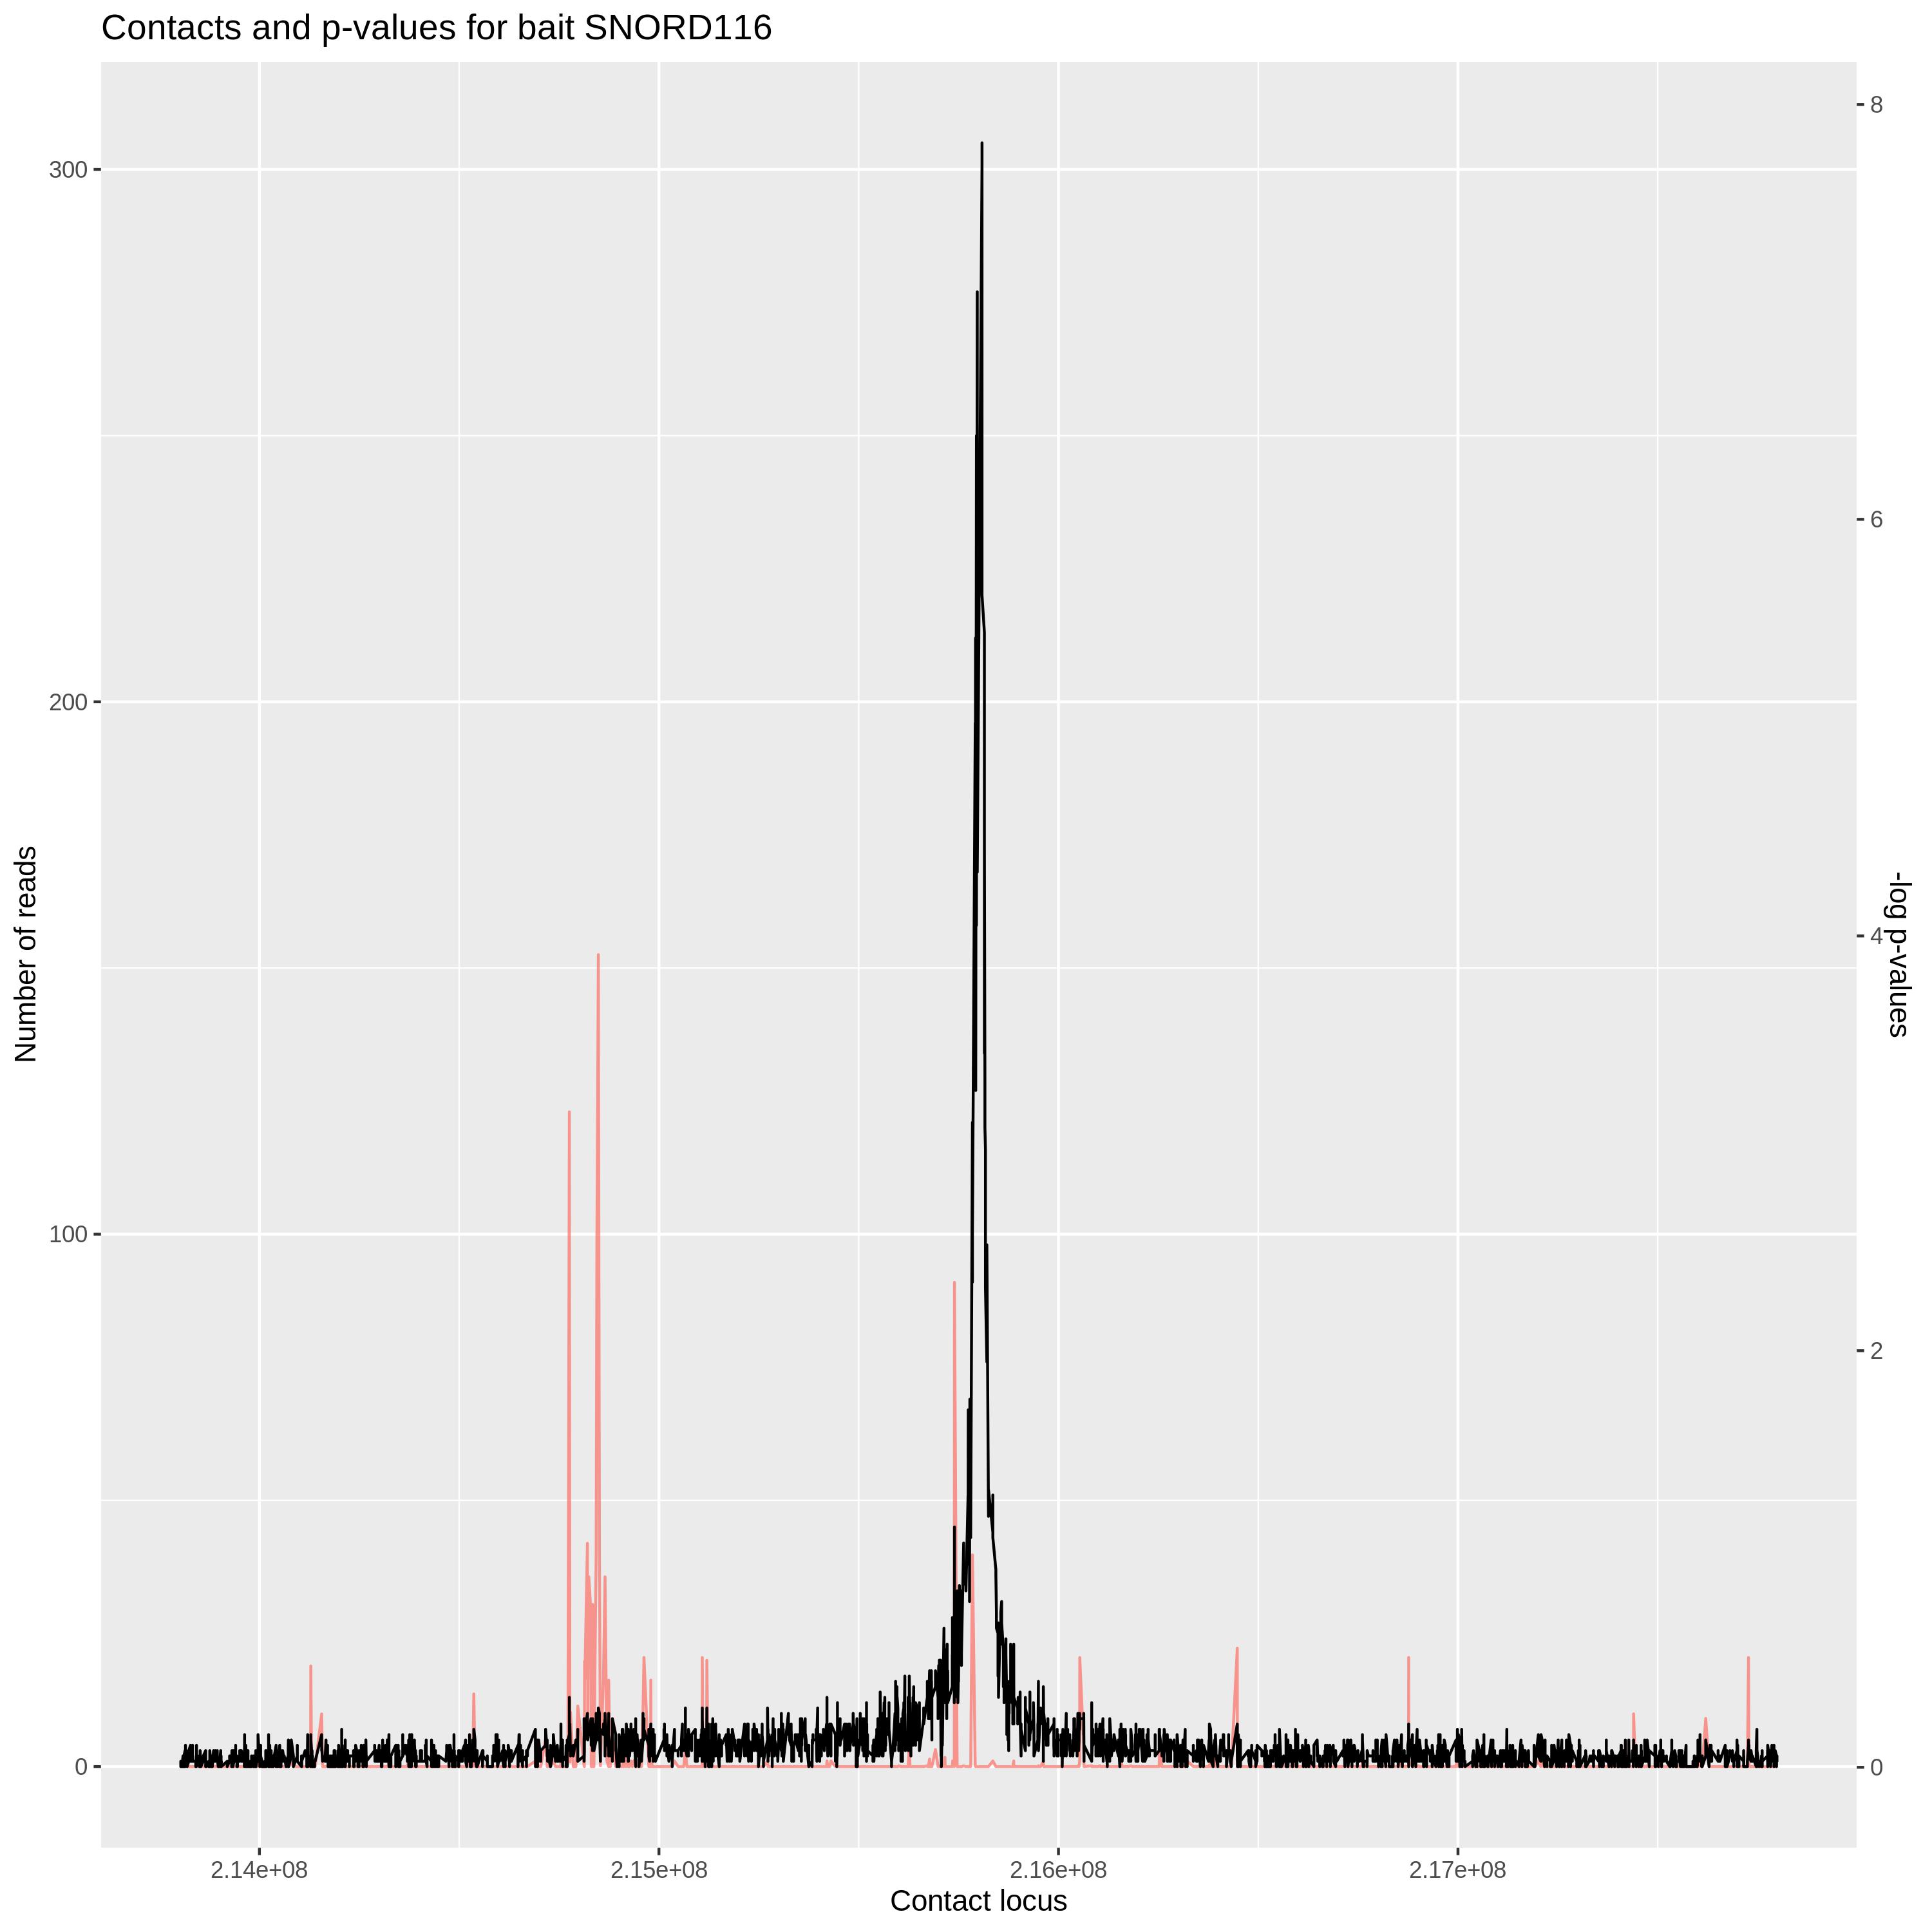 Contacts and p-values for bait SNORD116
300
200
100
0
Number of reads
8
6
4
2
0
-log p-values
2.14e+08 2.15e+08 2.16e+08 2.17e+08
Contact locus